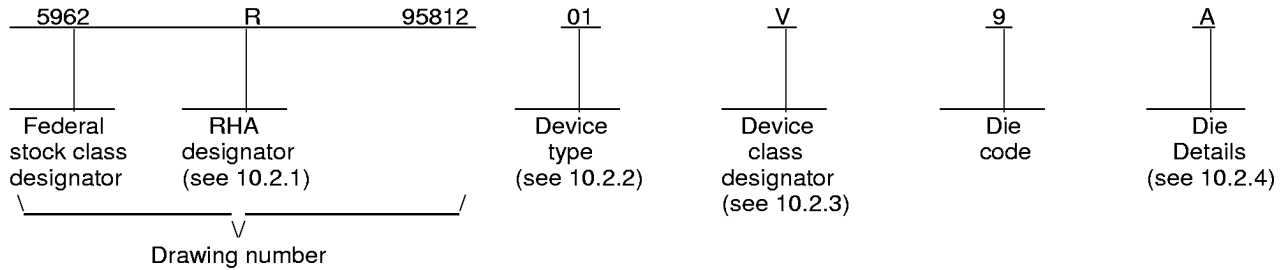 5962 R 95812 01 V 9 A
Federal stock class designator
RHA designator (see 10.2.1)
Device type (see 10.2.2)
Device class designator (see 10.2.3)
Die code
Die Details (see 10.2.4)
Drawing number